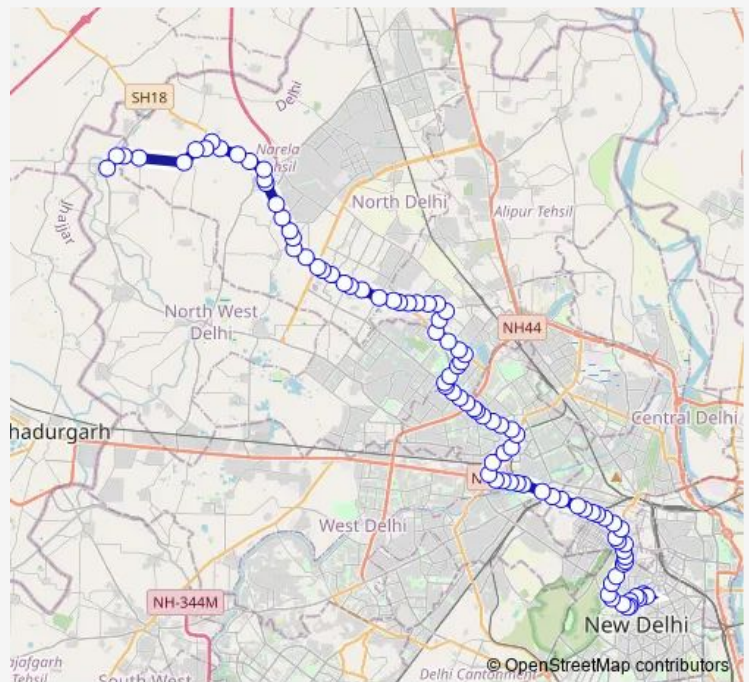 SH18
Delhi
Narela
Tehsil
North Delhi
Alipur Tehsil
Jhajjar
North West
Delhi
NH44
hadurgarh
Central Delhi
N
West Delhi
NH-344M
New Delhi
ajafgarh
Tehsil
South West
Delhi Cantonment
© OpenStreetMap contributors